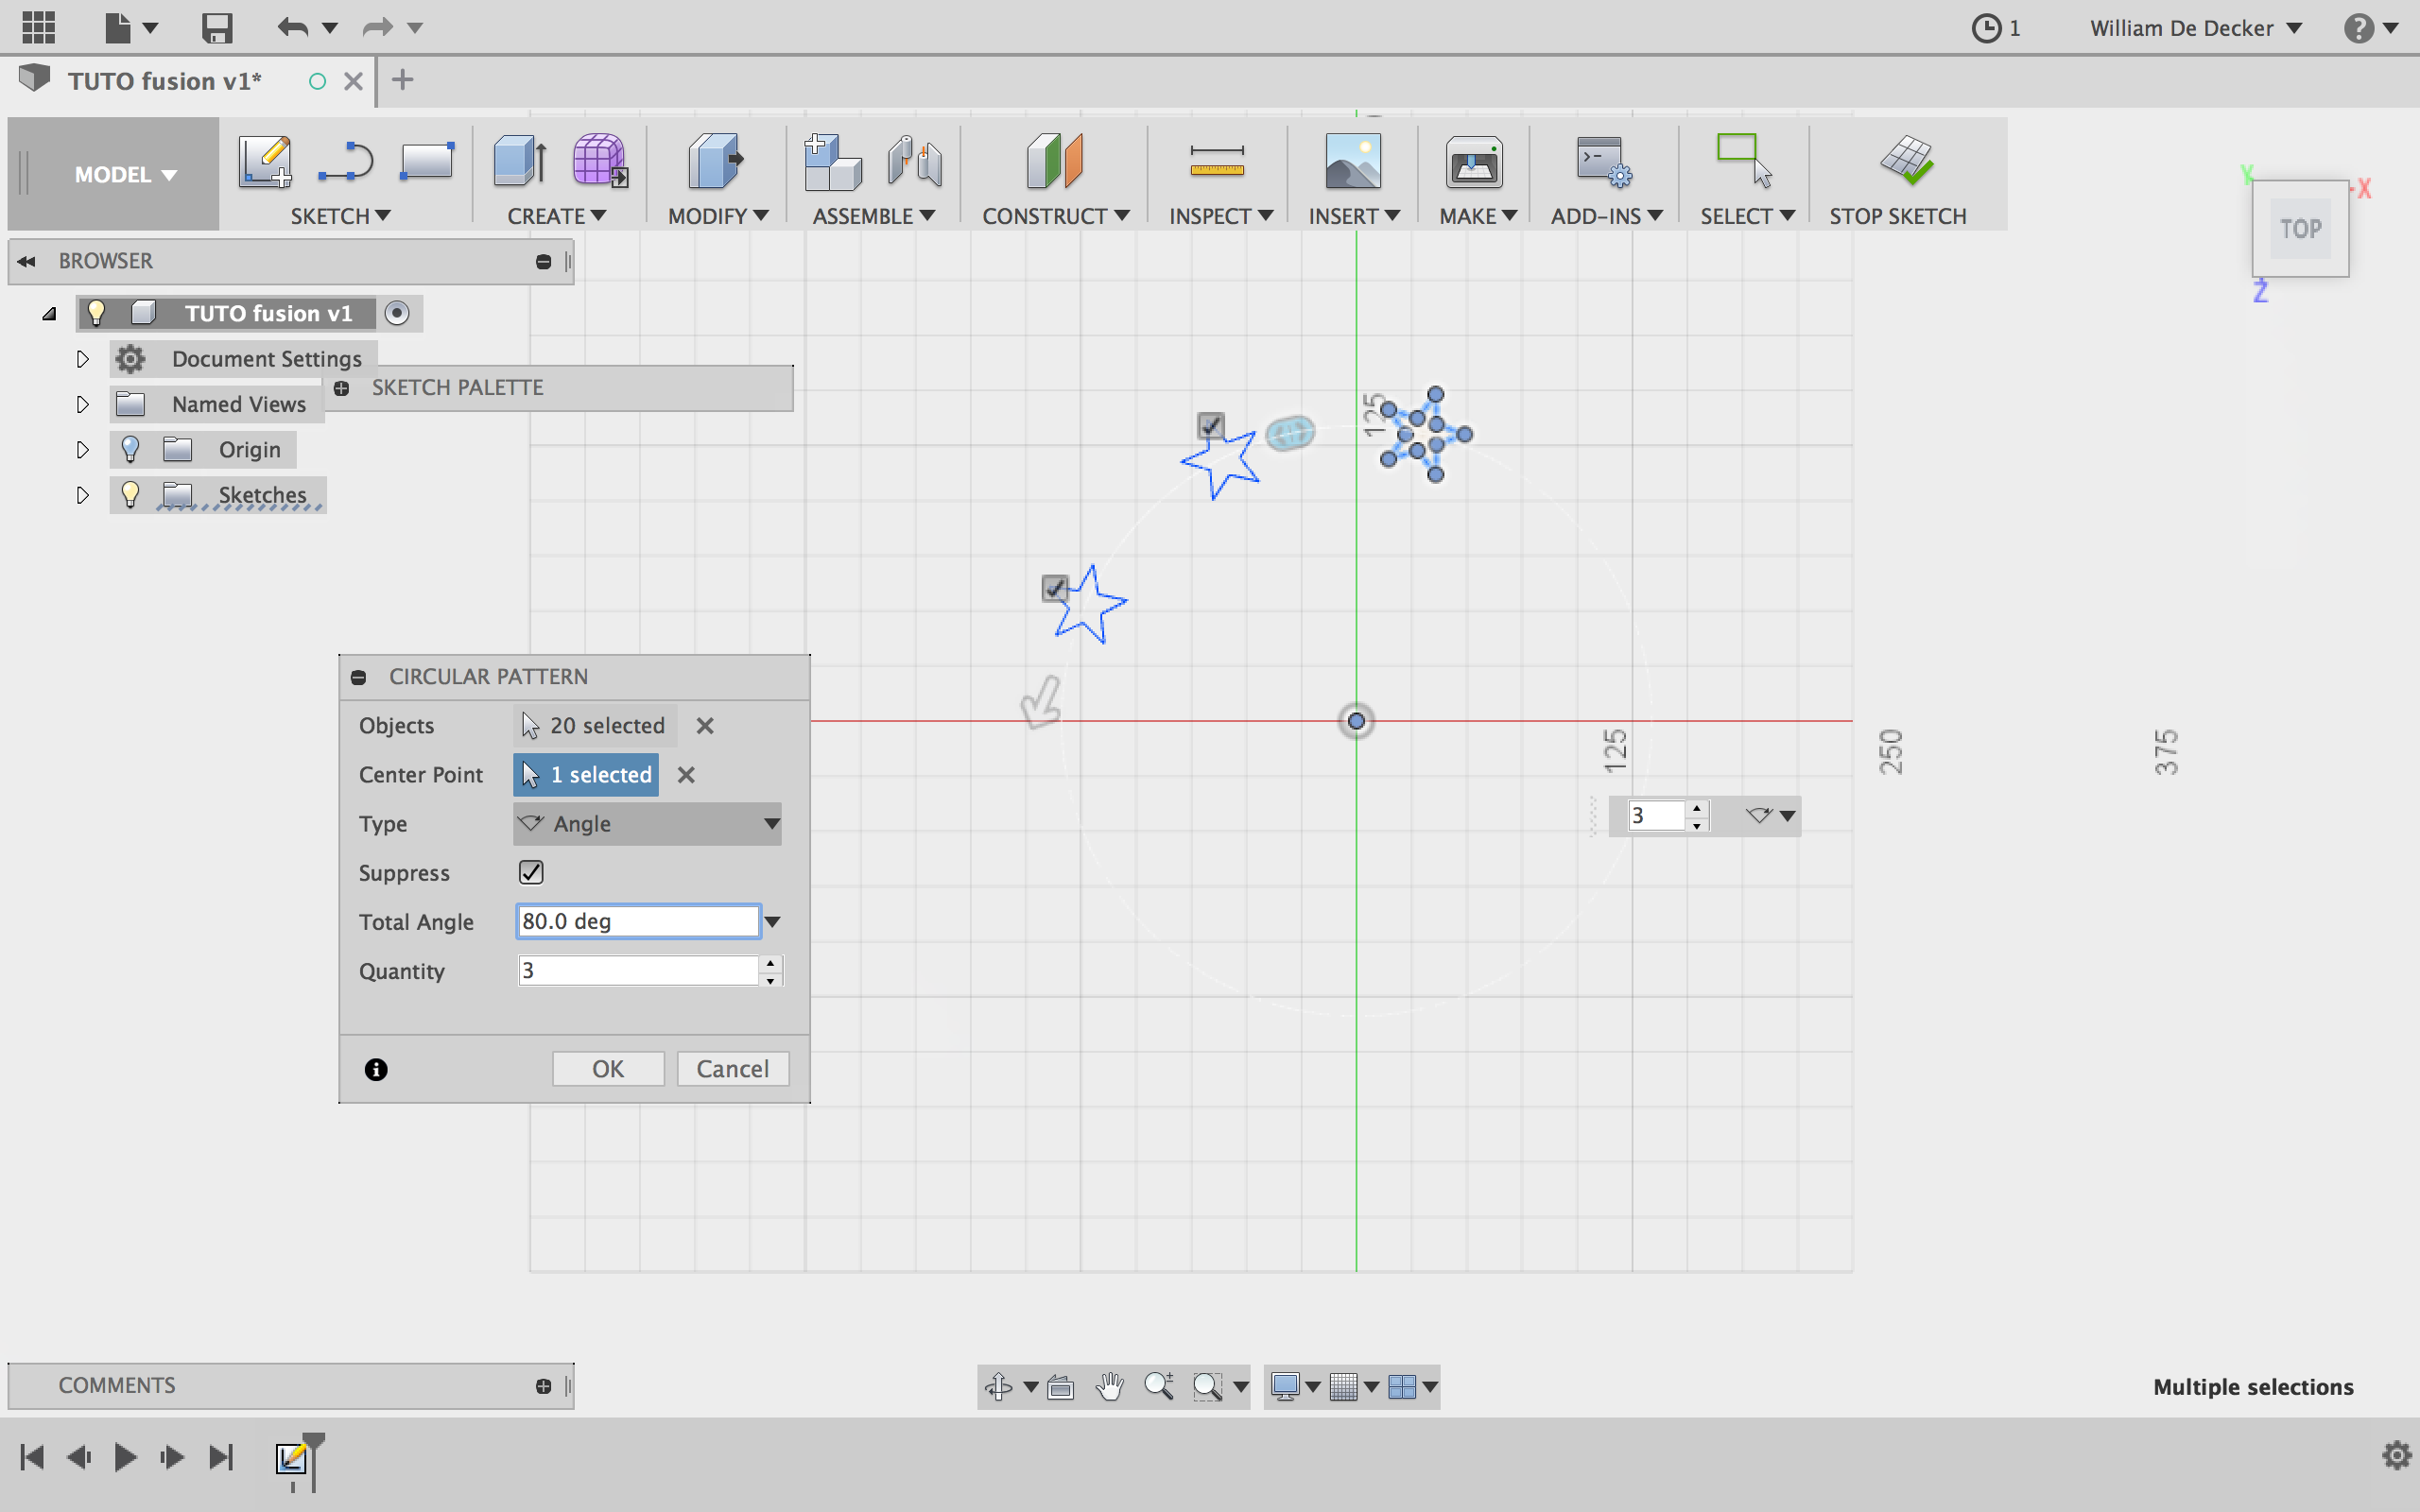 1
William De Decker
?
TUTO fusion v1*
MODEL
SKETCH
CREATE
MODIFY
ASSEMBLE
CONSTRUCT
INSPECT
INSERT
MAKE
ADD-INS
SELECT
STOP SKETCH
Y
X
TOP
Z
BROWSER
TUTO fusion v1
Document Settings
SKETCH PALETTE
Named Views
Origin
Sketches
125
CIRCULAR PATTERN
Objects
20 selected
Center Point
1 selected
Type
Angle
Suppress
Total Angle
80.0 deg
Quantity
3
OK
Cancel
125
250
375
3
COMMENTS
Multiple selections